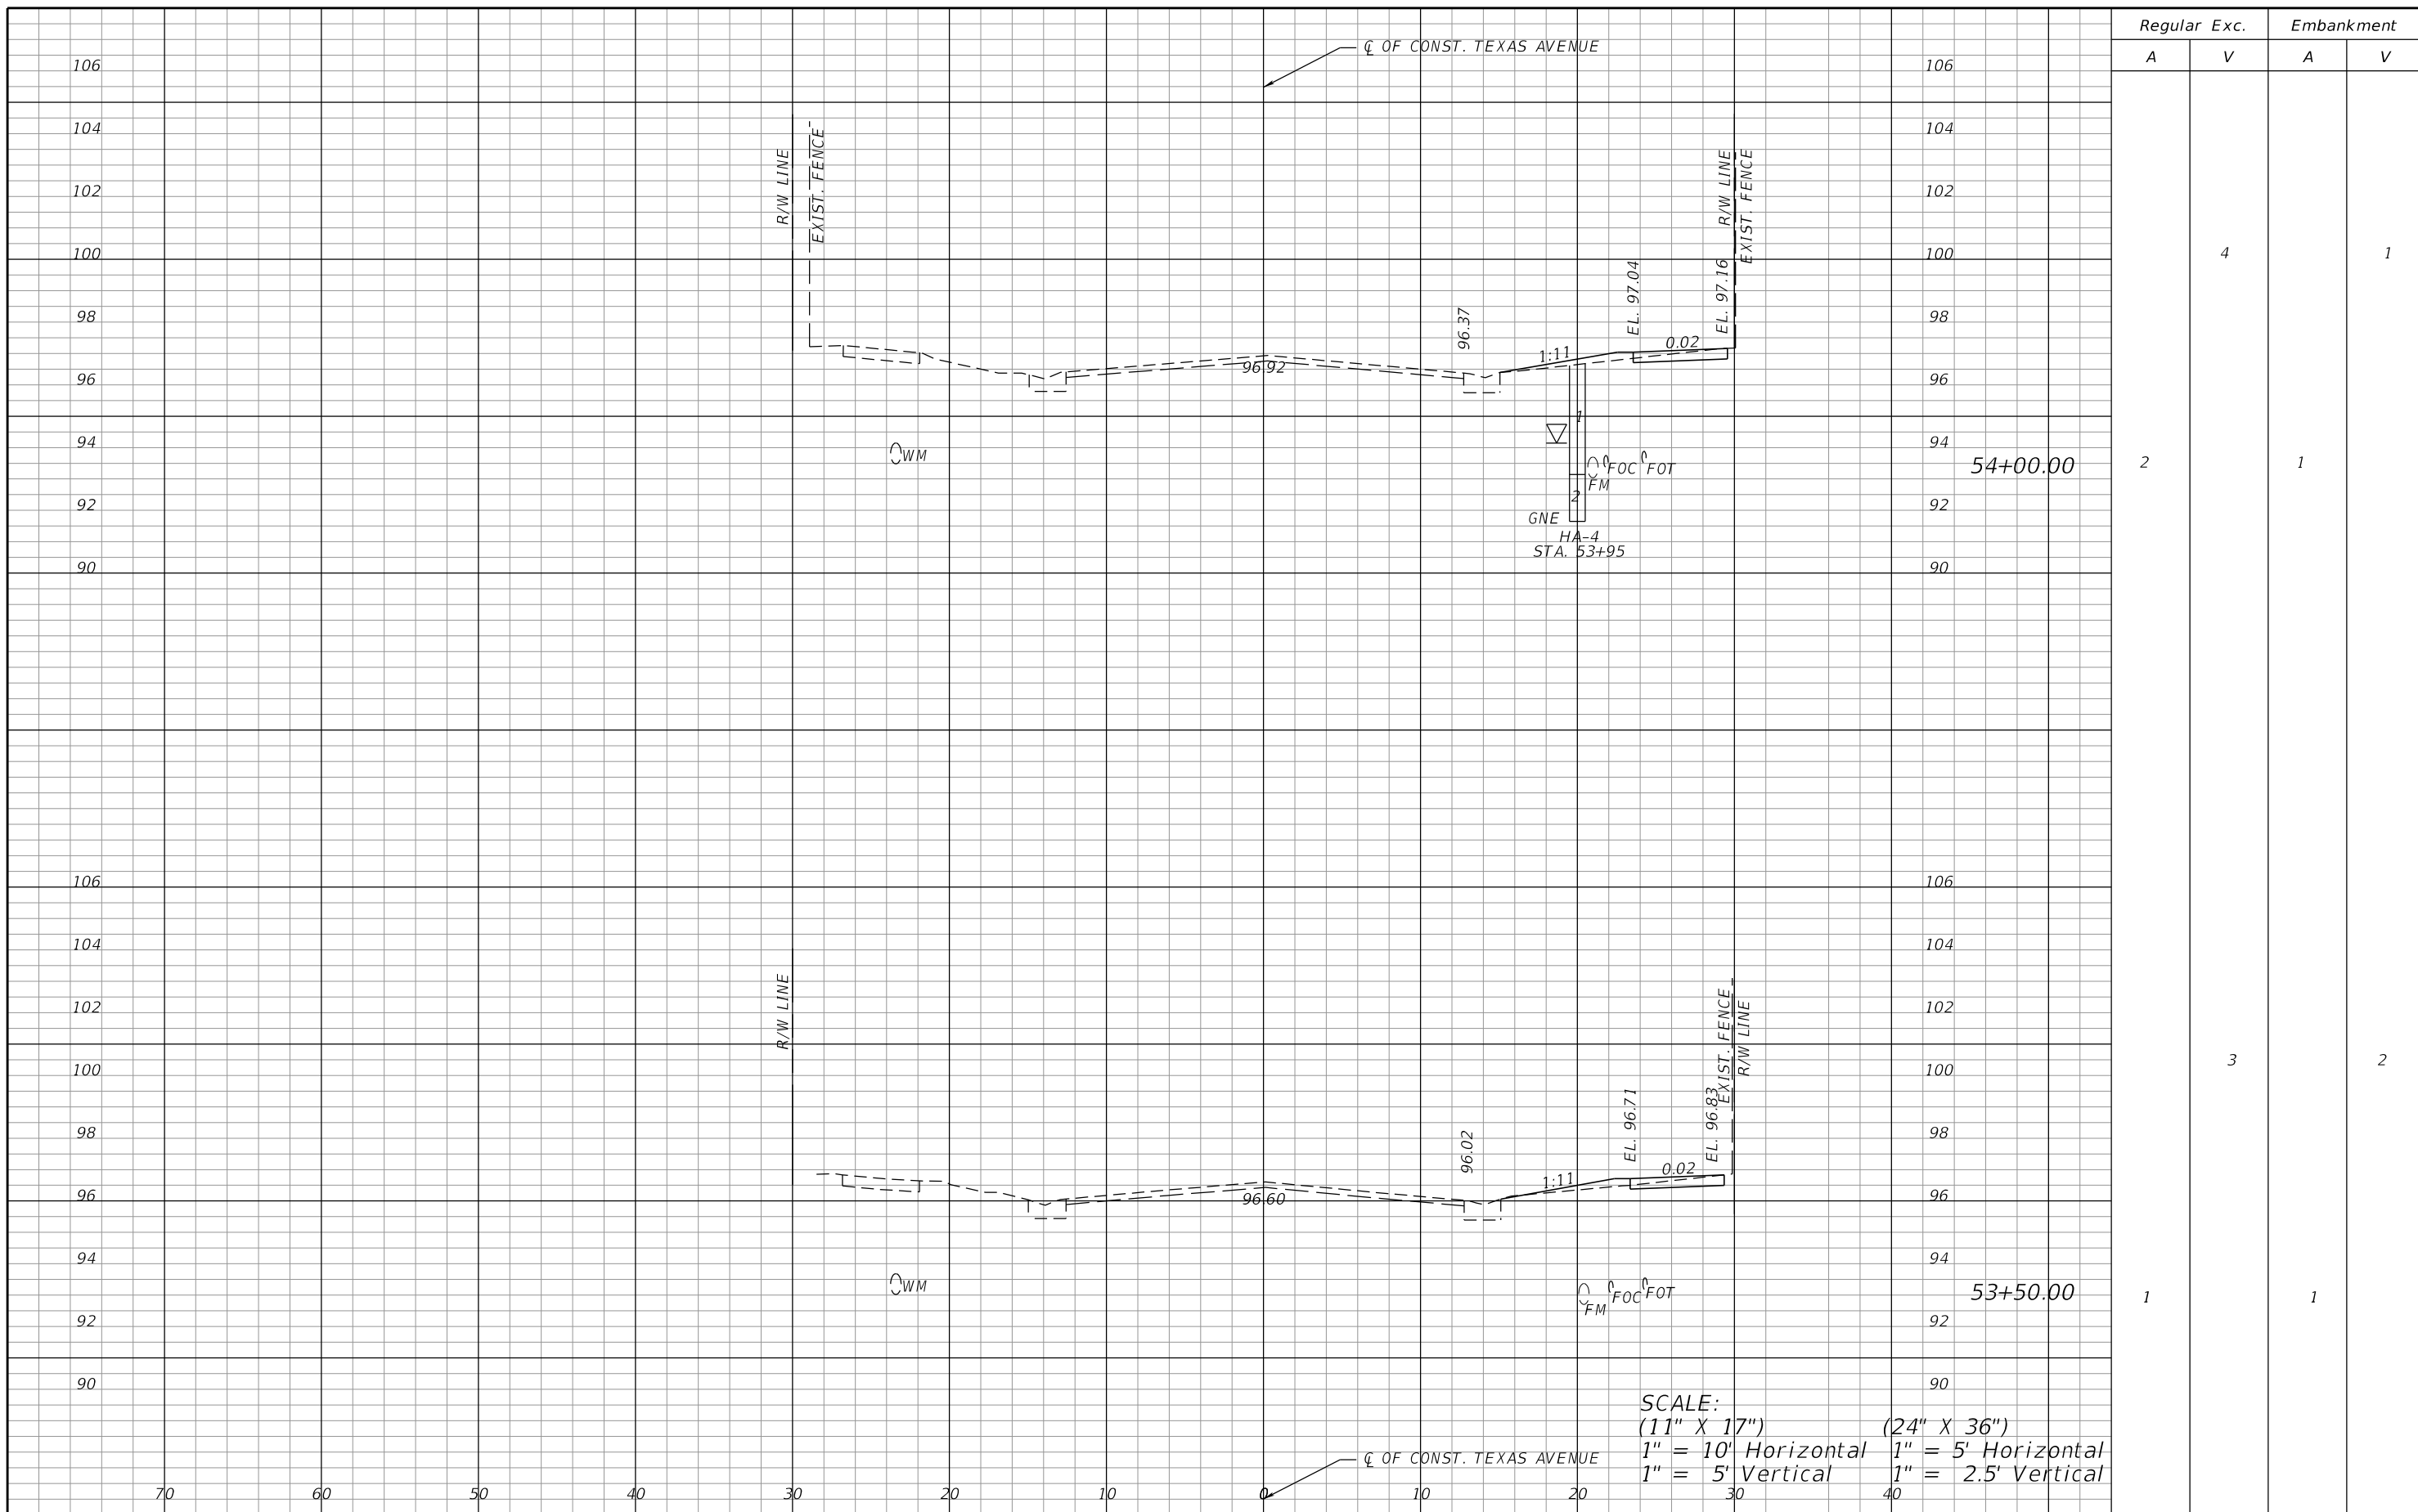 Regular Exc. Embankment
A V A V
℄ OF CONST. TEXAS AVENUE
106 106
104 104
102 102
100 100
98 98
96 96
94 94
92 92
90 90
R/W LINE
EXIST. FENCE
R/W LINE
EXIST. FENCE
4 1
96.37
EL. 97.04
EL. 97.16
96.92
1:11
0.02
1
2
WM
FOC
FOT
FM
GNE
HA-4
STA. 53+95
54+00.00
2 1
106 106
104 104
102 102
100 100
98 98
96 96
94 94
92 92
90 90
R/W LINE
EXIST. FENCE
R/W LINE
3 2
96.02
EL. 96.71
EL. 96.83
96.60
1:11
0.02
WM
FM
FOC
FOT
53+50.00
1 1
SCALE:
(11" X 17") (24" X 36")
1" = 10' Horizontal 1" = 5' Horizontal
1" = 5' Vertical 1" = 2.5' Vertical
℄ OF CONST. TEXAS AVENUE
70 60 50 40 30 20 10 0 10 20 30 40